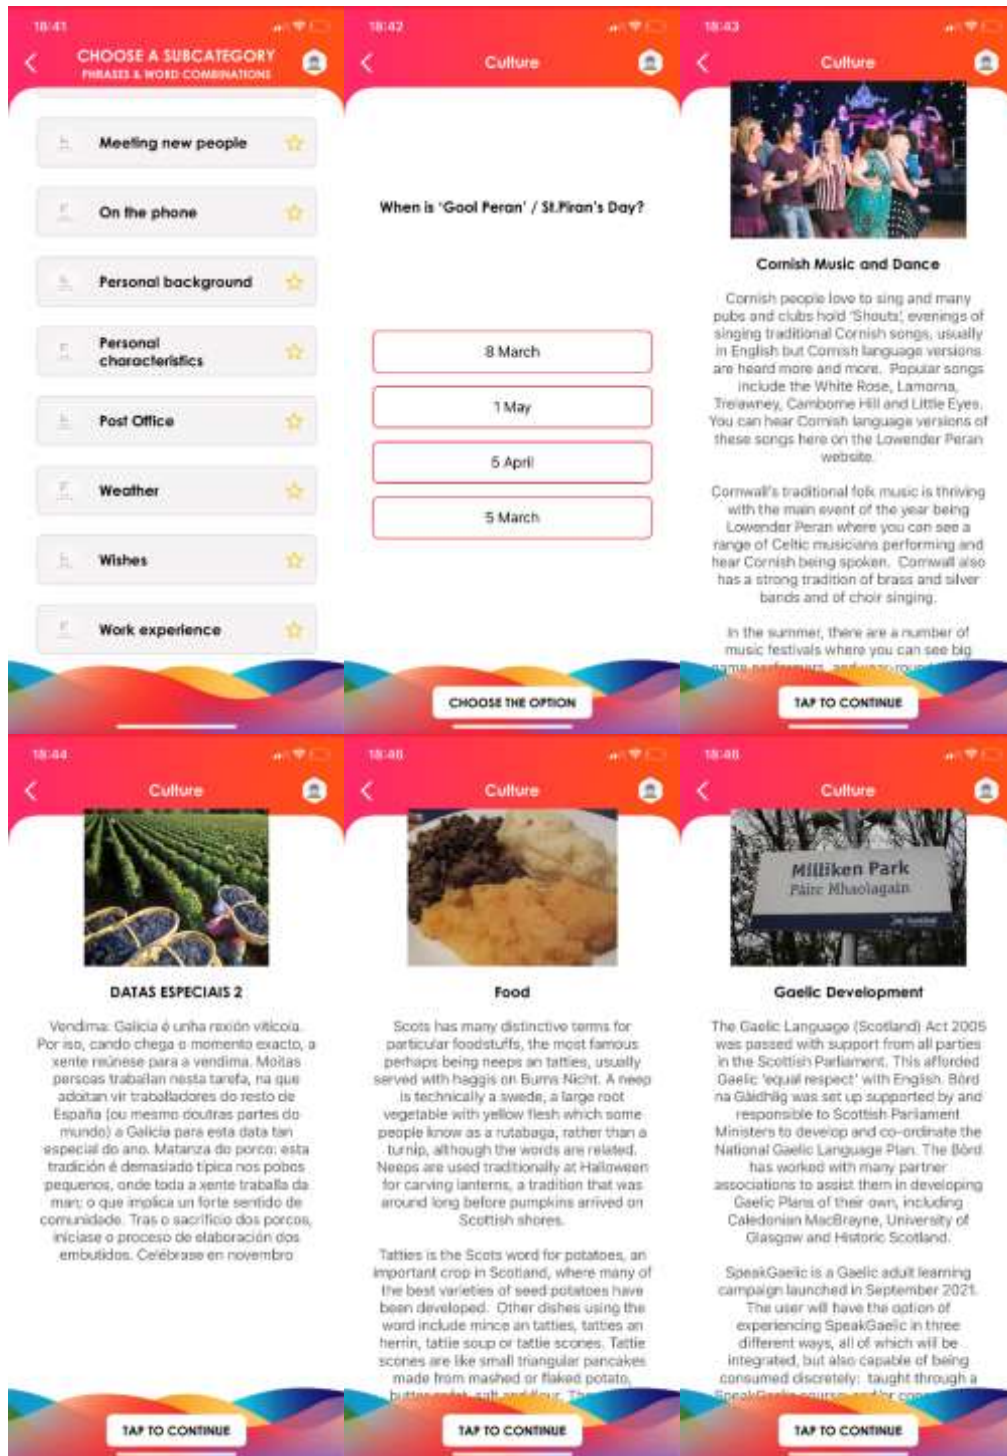 18:41
CHOOSE A SUBCATEGORY
PHRASES & WORD COMBINATIONS
Meeting new people
On the phone
Personal background
Personal
characteristics
Post Office
Weather
Wishes
Work experience
18:42
Culture
When is 'Gool Peran' / St.Piran's Day?
8 March
1 May
5 April
5 March
CHOOSE THE OPTION
18:43
Culture
Cornish Music and Dance
Cornish people love to sing and many
pubs and clubs hold 'Shouts', evenings of
singing traditional Cornish songs, usually
in English but Cornish language versions
are heard more and more. Popular songs
include the White Rose, Lamorna,
Trelawney, Camborne Hill and Little Eyes.
You can hear Cornish language versions of
these songs here on the Lowender Peran
website.
Cornwall's traditional folk music is thriving
with the main event of the year being
Lowender Peran where you can see a
range of Celtic musicians performing and
hear Cornish being spoken. Cornwall also
has a strong tradition of brass and silver
bands and of choir singing.
In the summer, there are a number of
music festivals where you can see big
name performers, and year-round
TAP TO CONTINUE
18:44
Culture
DATAS ESPECIAIS 2
Vendima: Galicia é unha rexión vitícola.
Por iso, cando chega o momento exacto, a
xente reúnese para a vendima. Moitas
persoas traballan nesta tarefa, na que
adoitan vir traballadores do resto de
España (ou mesmo doutras partes do
mundo) a Galicia para esta data tan
especial do ano. Matanza do porco: esta
tradición é demasiado típica nos pobos
pequenos, onde toda a xente traballa da
man; o que implica un forte sentido de
comunidade. Tras o sacrificio dos porcos,
iníciase o proceso de elaboración dos
embutidos. Celébrase en novembro
TAP TO CONTINUE
18:46
Culture
Food
Scots has many distinctive terms for
particular foodstuffs, the most famous
perhaps being neeps an tatties, usually
served with haggis on Burns Nicht. A neep
is technically a swede, a large root
vegetable with yellow flesh which some
people know as a rutabaga, rather than a
turnip, although the words are related.
Neeps are used traditionally at Halloween
for carving lanterns, a tradition that was
around long before pumpkins arrived on
Scottish shores.
Tatties is the Scots word for potatoes, an
important crop in Scotland, where many of
the best varieties of seed potatoes have
been developed. Other dishes using the
word include mince an tatties, tatties an
herrin, tattie soup or tattie scones. Tattie
scones are like small triangular pancakes
made from mashed or flaked potato,
salt and flour.
TAP TO CONTINUE
18:46
Culture
Milliken Park
Pàirc Mhaolagain
Gaelic Development
The Gaelic Language (Scotland) Act 2005
was passed with support from all parties
in the Scottish Parliament. This afforded
Gaelic 'equal respect' with English. Bòrd
na Gàidhlig was set up supported by and
responsible to Scottish Parliament
Ministers to develop and co-ordinate the
National Gaelic Language Plan. The Bòrd
has worked with many partner
associations to assist them in developing
Gaelic Plans of their own, including
Caledonian MacBrayne, University of
Glasgow and Historic Scotland.
SpeakGaelic is a Gaelic adult learning
campaign launched in September 2021.
The user will have the option of
experiencing SpeakGaelic in three
different ways, all of which will be
integrated, but also capable of being
consumed discretely: taught through a
SpeakGaelic course and/or
TAP TO CONTINUE